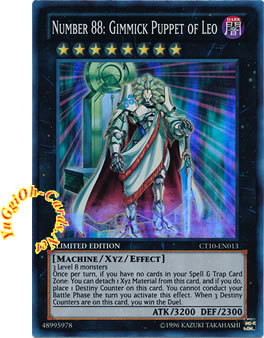 Number 88: Gimmick Puppet of Leo
DARK
闇
YuGgiOh-Cards.Net
LIMITED EDITION
CT10-EN013
[Machine / Xyz / Effect]
3 Level 8 monsters
Once per turn, if you have no cards in your Spell & Trap Card
Zone: You can detach 1 Xyz Material from this card, and if you do,
place 1 Destiny Counter on this card. You cannot conduct your
Battle Phase the turn you activate this effect. When 3 Destiny
Counters are on this card, you win the Duel.
ATK/3200 DEF/2300
48995978
©1996 KAZUKI TAKAHASHI